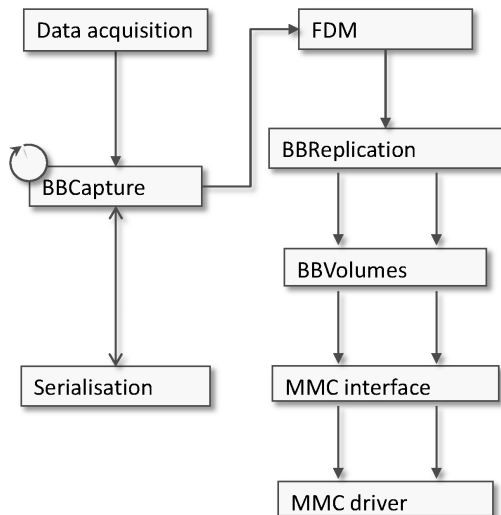 Data acquisition
FDM
BBReplication
BBCapture
BBVolumes
Serialisation
MMC interface
MMC driver